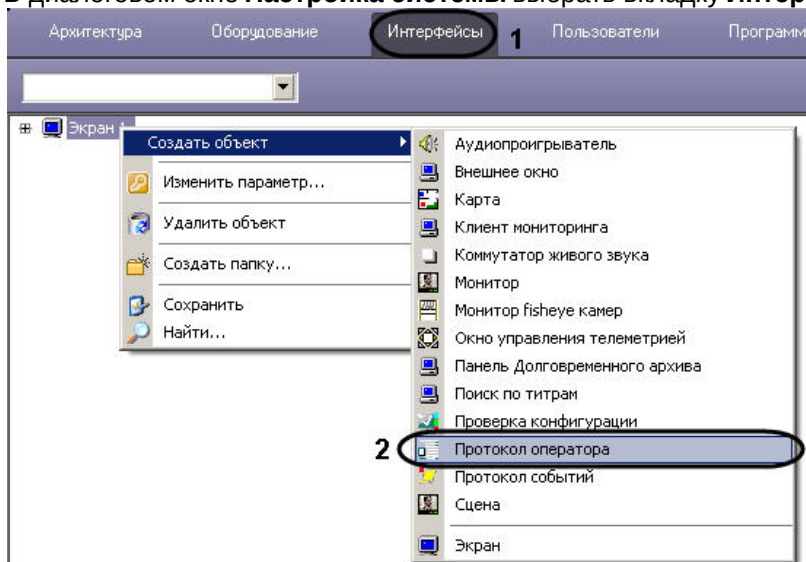 В диалоговом окне Настройка системы выбрать вкладку Интер
Архитектура Оборудование Интерфейсы 1 Пользователи Программ
Экран 1
Создать объект
Изменить параметр...
Удалить объект
Создать папку...
Сохранить
Найти...
Аудиопроигрыватель
Внешнее окно
Карта
Клиент мониторинга
Коммутатор живого звука
Монитор
Монитор fisheye камер
Окно управления телеметрией
Панель Долговременного архива
Поиск по титрам
Проверка конфигурации
2 Протокол оператора
Протокол событий
Сцена
Экран